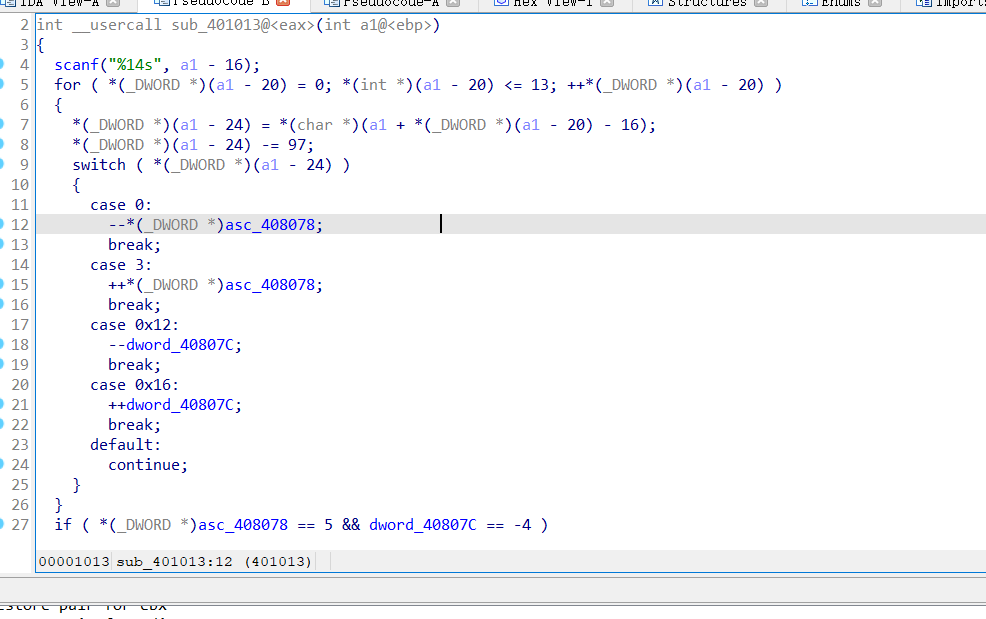 IDA View-A Pseudocode-B Pseudocode-A Hex View-1 Structures Enums Imports
2 int __usercall sub_401013@<eax>(int a1@<ebp>)
3 {
4 scanf("%14s", a1 - 16);
5 for ( *(_DWORD *)(a1 - 20) = 0; *(int *)(a1 - 20) <= 13; ++*(_DWORD *)(a1 - 20) )
6 {
7 *(_DWORD *)(a1 - 24) = *(char *)(a1 + *(_DWORD *)(a1 - 20) - 16);
8 *(_DWORD *)(a1 - 24) -= 97;
9 switch ( *(_DWORD *)(a1 - 24) )
10 {
11 case 0:
12 --*(_DWORD *)asc_408078;
13 break;
14 case 3:
15 ++*(_DWORD *)asc_408078;
16 break;
17 case 0x12:
18 --dword_40807C;
19 break;
20 case 0x16:
21 ++dword_40807C;
22 break;
23 default:
24 continue;
25 }
26 }
27 if ( *(_DWORD *)asc_408078 == 5 && dword_40807C == -4 )
00001013 sub_401013:12 (401013)